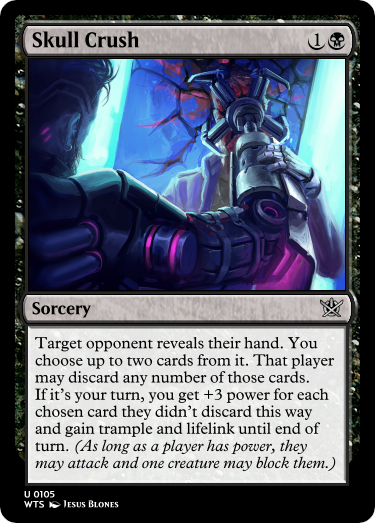 Skull Crush 1
Sorcery
Target opponent reveals their hand. You
choose up to two cards from it. That player
may discard any number of those cards.
If it's your turn, you get +3 power for each
chosen card they didn't discard this way
and gain trample and lifelink until end of
turn. (As long as a player has power, they
may attack and one creature may block them.)
U 0105
WTS Jesus Blones